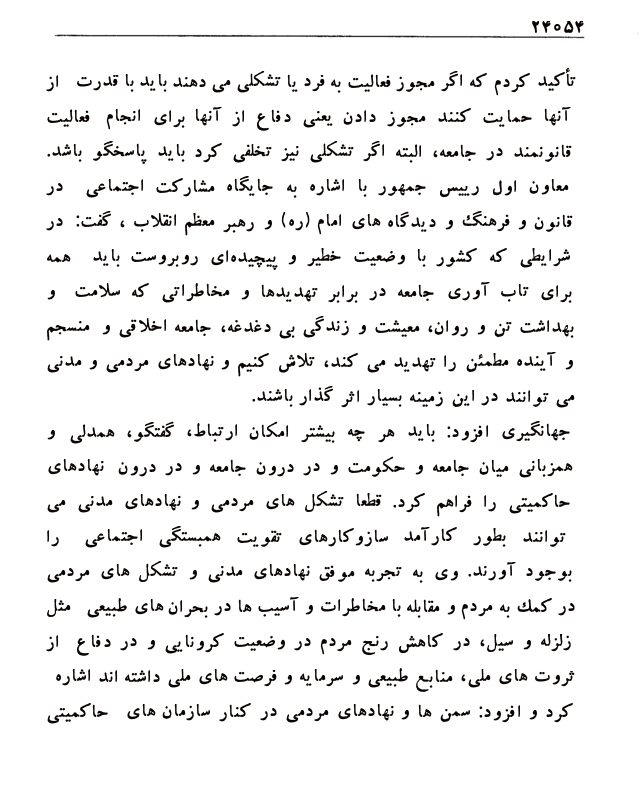 ۲۴۰۵۴
تأکید کردم که اگر مجوز فعالیت به فرد یا تشکلی می دهند باید با قدرت از
آنها حمایت کنند مجوز دادن یعنی دفاع از آنها برای انجام فعالیت
قانونمند در جامعه، البته اگر تشکلی نیز تخلفی کرد باید پاسخگو باشد.
معاون اول رییس جمهور با اشاره به جایگاه مشارکت اجتماعی در
قانون و فرهنگ و دیدگاه های امام (ره) و رهبر معظم انقلاب ، گفت: در
شرایطی که کشور با وضعیت خطیر و پیچیده‌ای روبروست باید همه
برای تاب آوری جامعه در برابر تهدیدها و مخاطراتی که سلامت و
بهداشت تن و روان، معیشت و زندگی بی دغدغه، جامعه اخلاقی و منسجم
و آینده مطمئن را تهدید می کند، تلاش کنیم و نهادهای مردمی و مدنی
می توانند در این زمینه بسیار اثر گذار باشند.
جهانگیری افزود: باید هر چه بیشتر امکان ارتباط، گفتگو، همدلی و
همزبانی میان جامعه و حکومت و در درون جامعه و در درون نهادهای
حاکمیتی را فراهم کرد. قطعا تشکل های مردمی و نهادهای مدنی می
توانند بطور کارآمد سازوکارهای تقویت همبستگی اجتماعی را
بوجود آورند. وی به تجربه موفق نهادهای مدنی و تشکل های مردمی
در کمک به مردم و مقابله با مخاطرات و آسیب ها در بحران های طبیعی مثل
زلزله و سیل، در کاهش رنج مردم در وضعیت کرونایی و در دفاع از
ثروت های ملی، منابع طبیعی و سرمایه و فرصت های ملی داشته اند اشاره
کرد و افزود: سمن ها و نهادهای مردمی در کنار سازمان های حاکمیتی